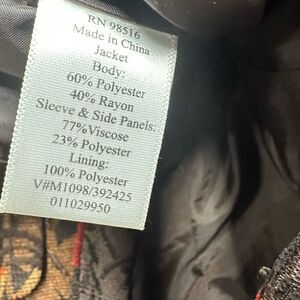 RN 98516
Made in China
Jacket
Body:
60% Polyester
40% Rayon
Sleeve & Side Panels:
77%Viscose
23% Polyester
Lining:
100% Polyester
V#M1098/392425
011029950